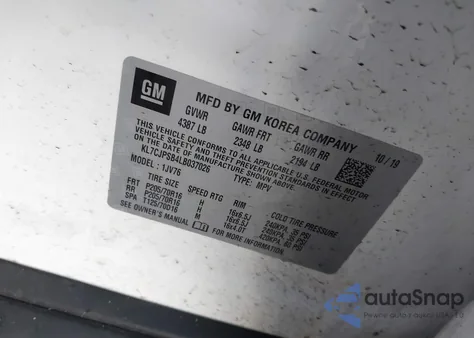 GM
MFD BY GM KOREA COMPANY 10/19
GVWR GAWR FRT GAWR RR
4387 LB 2348 LB 2194 LB
THIS VEHICLE CONFORMS TO ALL APPLICABLE U.S. FEDERAL MOTOR
VEHICLE SAFETY, BUMPER, AND THEFT PREVENTION STANDARDS IN EFFECT
ON THE DATE OF MANUFACTURE SHOWN ABOVE.
KL7CJPSB4LB037026 TYPE: MPV
MODEL: 1JV76
TIRE SIZE SPEED RTG RIM COLD TIRE PRESSURE
FRT P205/70R16 H 16x6.5J 240KPA, 35 PSI
RR P205/70R16 H 16x6.5J 240KPA, 35 PSI
SPA T125/70D16 M 16x4.0T 420KPA, 60 PSI
SEE OWNER'S MANUAL FOR MORE INFORMATION
autoSnap